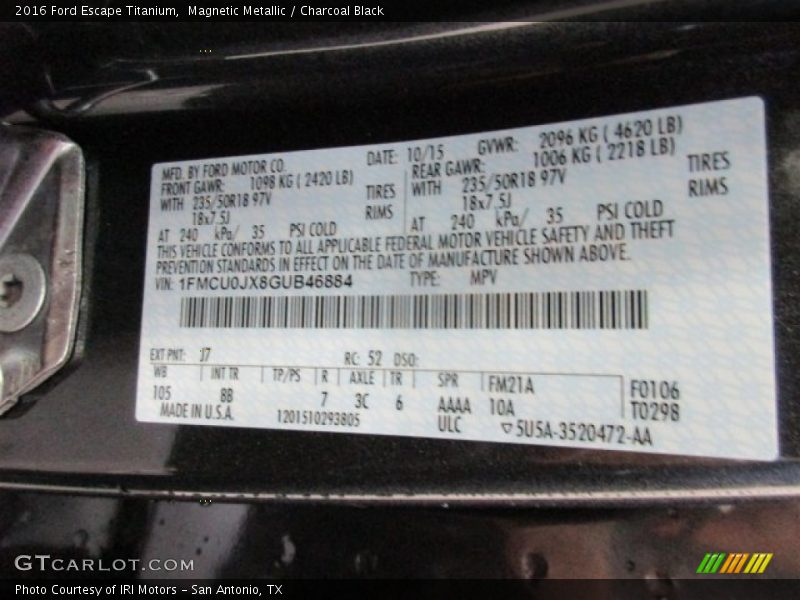 2016 Ford Escape Titanium,  Magnetic Metallic / Charcoal Black
MFD. BY FORD MOTOR CO.
DATE: 10/15
GVWR: 2096 KG ( 4620 LB)
FRONT GAWR: 1098 KG ( 2420 LB)
REAR GAWR: 1006 KG ( 2218 LB)
WITH 235/50R18 97V TIRES
WITH 235/50R18 97V TIRES
18x7.5J RIMS
18x7.5J RIMS
AT 240 kPa/ 35 PSI COLD
AT 240 kPa/ 35 PSI COLD
THIS VEHICLE CONFORMS TO ALL APPLICABLE FEDERAL MOTOR VEHICLE SAFETY AND THEFT
PREVENTION STANDARDS IN EFFECT ON THE DATE OF MANUFACTURE SHOWN ABOVE.
VIN: 1FMCU0JX8GUB46884 TYPE: MPV
EXT PNT: J7 RC: 52 DSO:
WB INT TR TP/PS R AXLE TR SPR FM21A F0106
105 BB 7 3C 6 AAAA 10A T0298
MADE IN U.S.A. 1201510293805 ULC ▽5U5A-3520472-AA
GTCARLOT.COM
Photo Courtesy of IRI Motors – San Antonio, TX